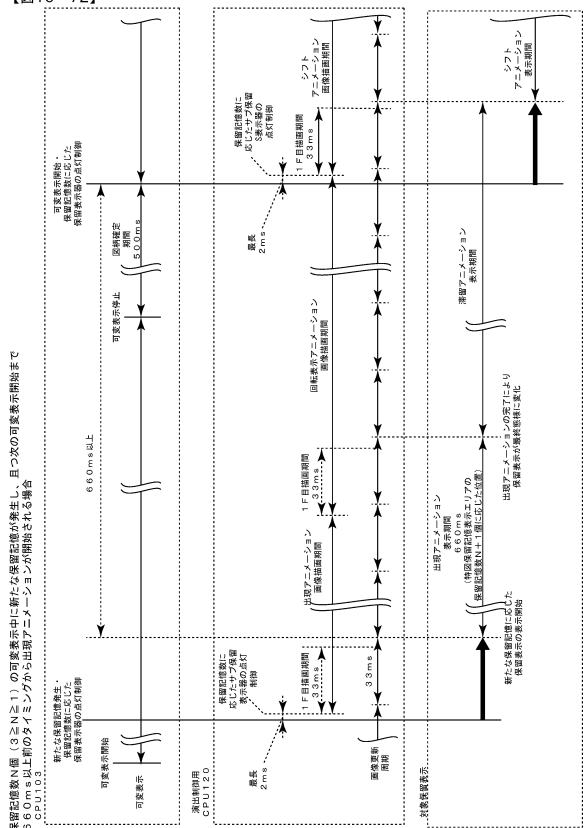 保留記憶数N個（３≧N≧１）の可変表示中に新たな保留記憶が発生し、且つ次の可変表示開始まで
６６０ｍｓ以上前のタイミングから出現アニメーションが開始される場合
CPU１０３
新たな保留記憶発生・
保留記憶数に応じた
保留表示器の点灯制御
可変表示開始・
保留記憶数に応じた
保留表示器の点灯制御
６６０ｍｓ以上
可変表示開始
可変表示停止
図柄確定
期間
５００ｍｓ
可変表示
演出制御用
CPU１２０
保留記憶数に
応じたサブ保留
表示器の点灯
制御
保留記憶数に
応じたサブ保留
S表示器の
点灯制御
最長
２ｍｓ
最長
２ｍｓ
１F目描画期間
３３ｍｓ
１F目描画期間
３３ｍｓ
１F目描画期間
３３ｍｓ
出現アニメーション
画像描画期間
回転表示アニメーション
画像描画期間
シフト
アニメーション
画像描画期間
３３ｍｓ
画像更新
周期
対象保留表示
出現アニメーション
表示期間
６６０ｍｓ
（特図保留記憶表示エリアの
保留記憶数N＋１個に応じた位置）
滞留アニメーション
表示期間
シフト
アニメーション
表示期間
新たな保留記憶に応じた
保留表示の表示開始
出現アニメーションの完了により
保留表示が最終態様に変化